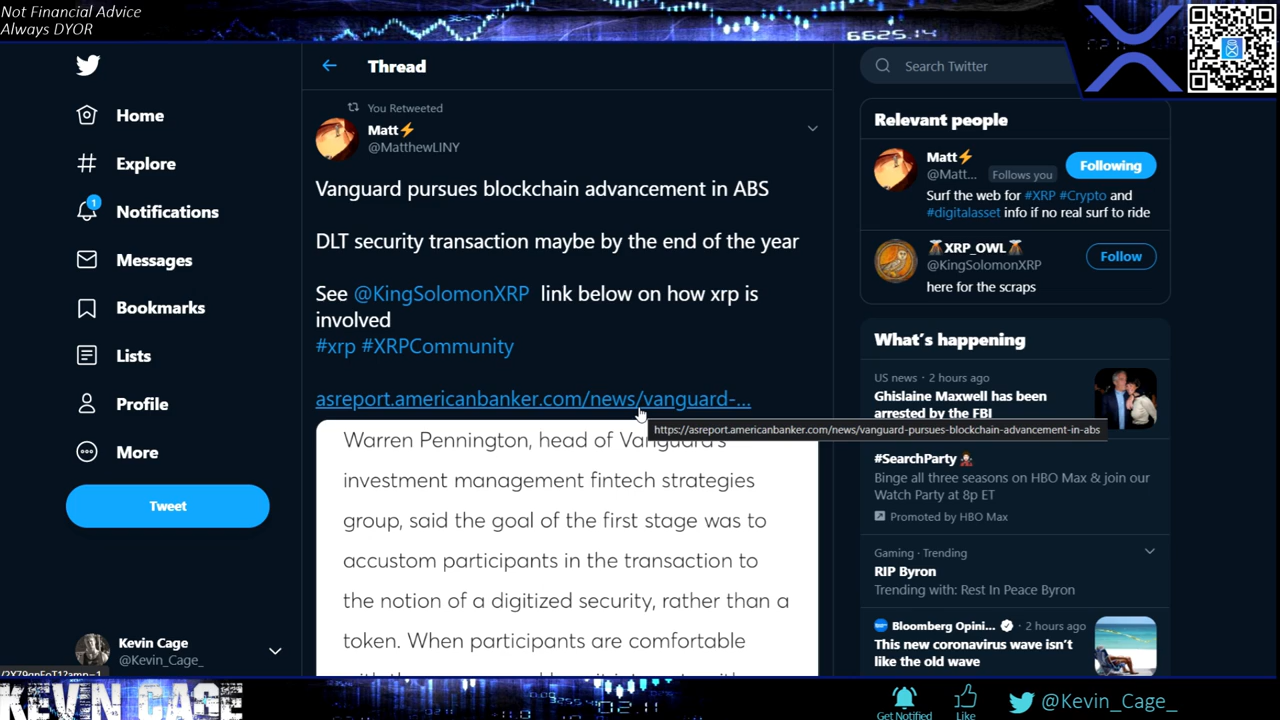 Not Financial Advice
Always DYOR
6625.14
Thread
Search Twitter
Home
Explore
1
Notifications
Messages
Bookmarks
Lists
Profile
More
Tweet
Kevin Cage
@Kevin_Cage_
You Retweeted
Matt⚡
@MatthewLINY
Vanguard pursues blockchain advancement in ABS
DLT security transaction maybe by the end of the year
See @KingSolomonXRP link below on how xrp is
involved
#xrp #XRPCommunity
asreport.americanbanker.com/news/vanguard-...
https://asreport.americanbanker.com/news/vanguard-pursues-blockchain-advancement-in-abs
Warren Pennington, head of Vanguard's
investment management fintech strategies
group, said the goal of the first stage was to
accustom participants in the transaction to
the notion of a digitized security, rather than a
token. When participants are comfortable
Relevant people
Matt⚡
@Matt... Follows you
Following
Surf the web for #XRP #Crypto and
#digitalasset info if no real surf to ride
XRP_OWL
@KingSolomonXRP
Follow
here for the scraps
What's happening
US news · 2 hours ago
Ghislaine Maxwell has been
arrested by the FBI
#SearchParty
Binge all three seasons on HBO Max & join our
Watch Party at 8p ET
Promoted by HBO Max
Gaming · Trending
RIP Byron
Trending with: Rest In Peace Byron
Bloomberg Opini... · 2 hours ago
This new coronavirus wave isn't
like the old wave
KEVIN CAGE
Get Notified
Like
@Kevin_Cage_